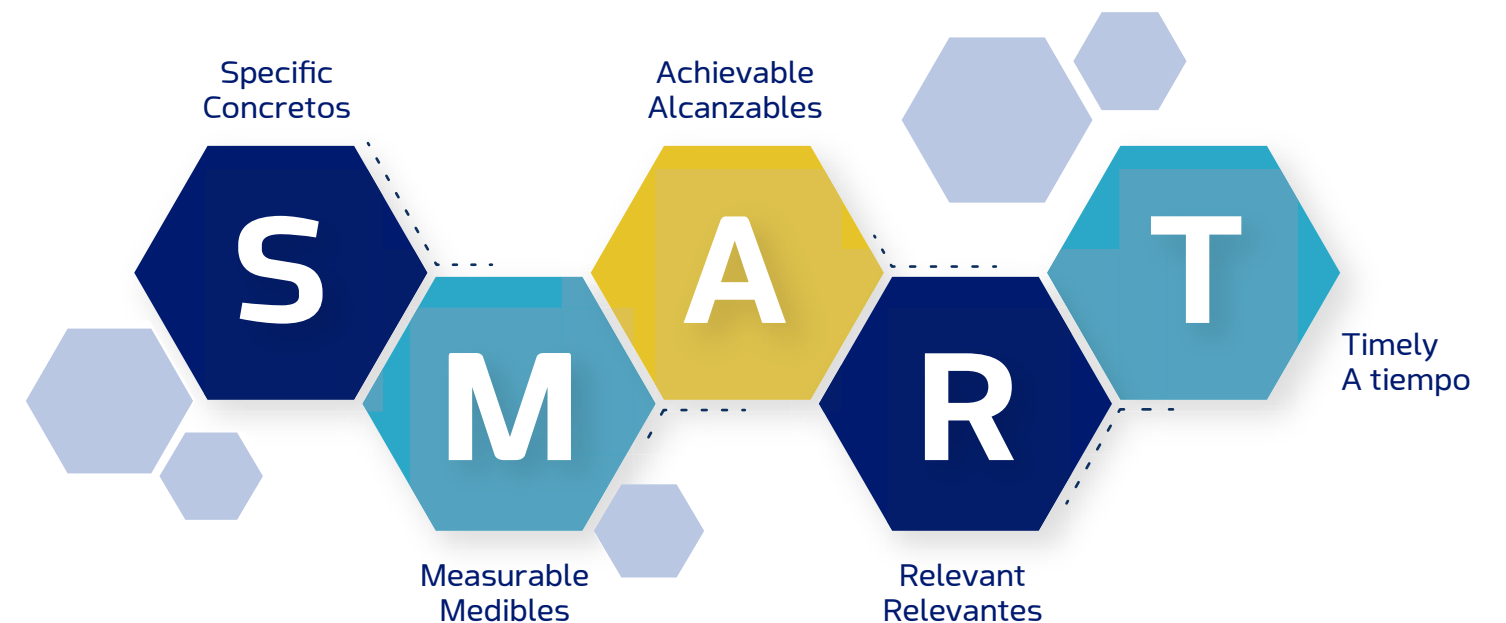 Specific
Concretos
S
Measurable
Medibles
M
Achievable
Alcanzables
A
Relevant
Relevantes
R
Timely
A tiempo
T